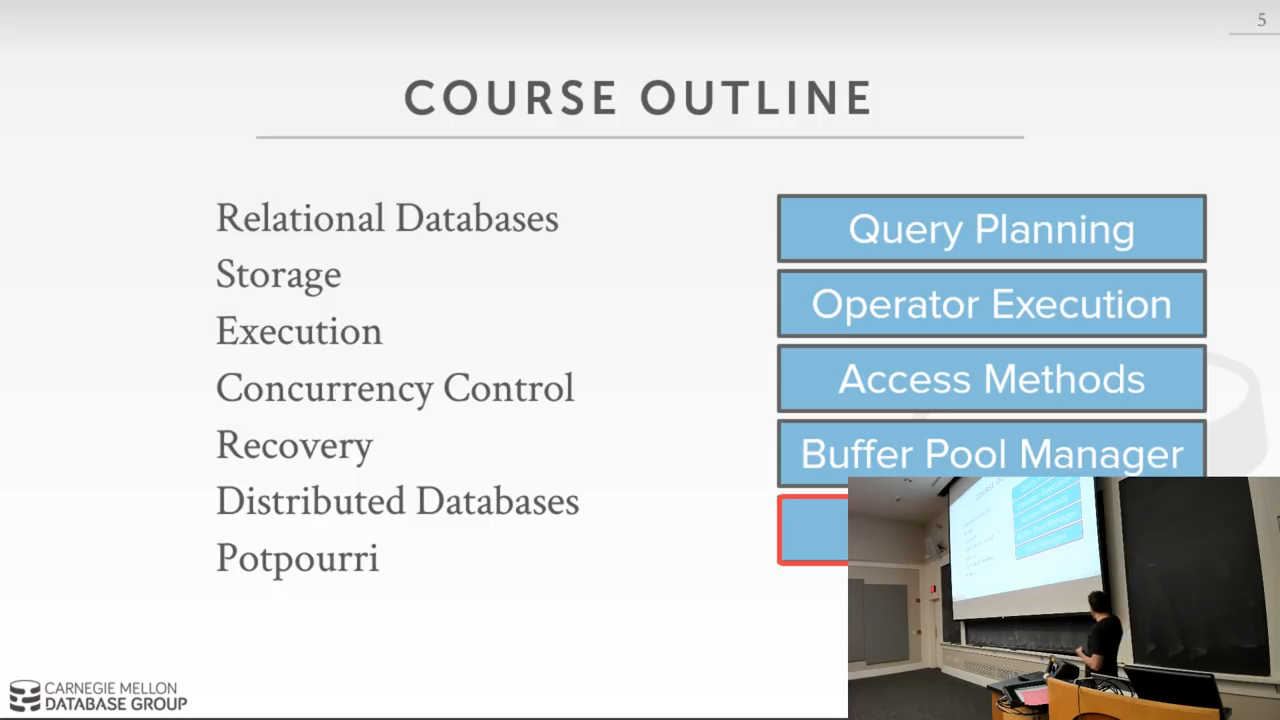 5
COURSE OUTLINE
Relational Databases
Storage
Execution
Concurrency Control
Recovery
Distributed Databases
Potpourri
Query Planning
Operator Execution
Access Methods
Buffer Pool Manager
CARNEGIE MELLON
DATABASE GROUP